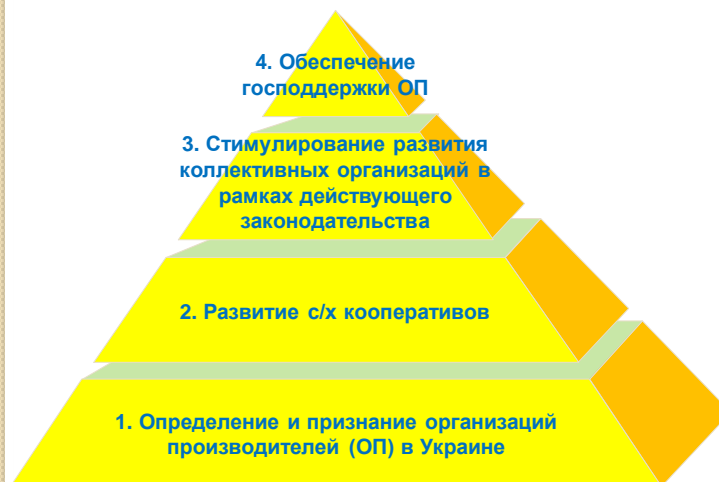 4. Обеспечение
господдержки ОП
3. Стимулирование развития
коллективных организаций в
рамках действующего
законодательства
2. Развитие с/х кооперативов
1. Определение и признание организаций
производителей (ОП) в Украине